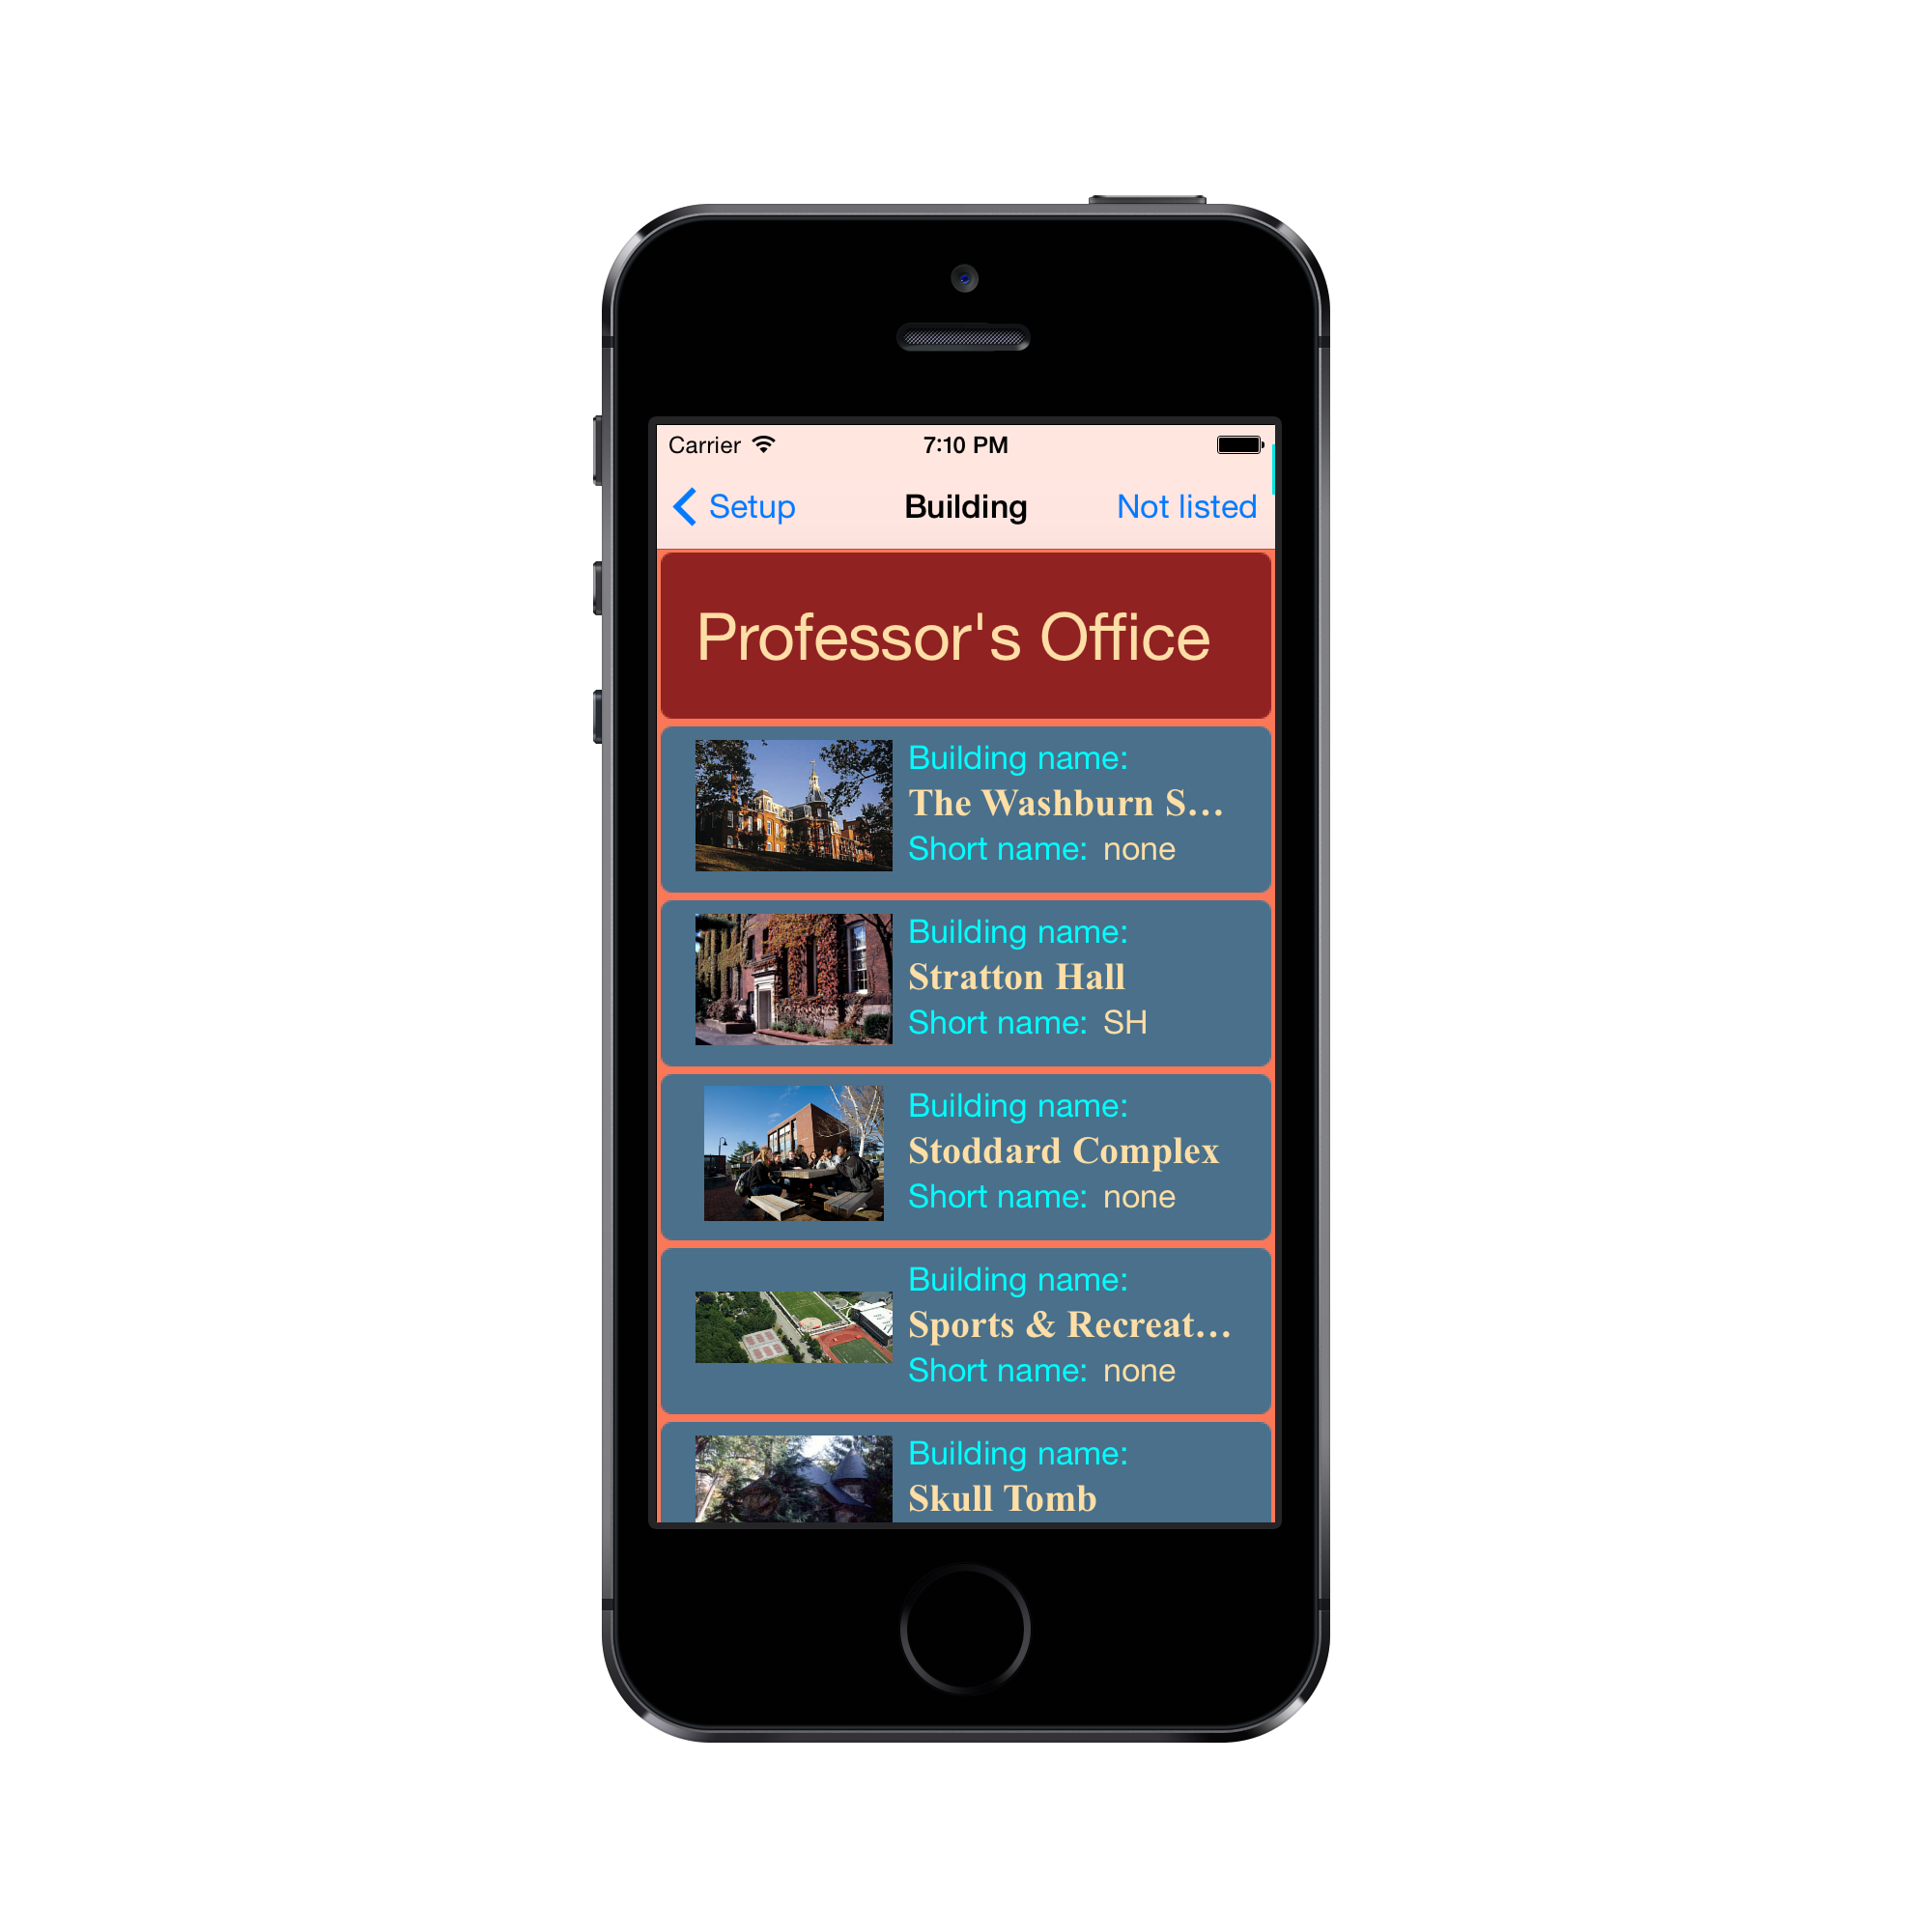 Carrier 7:10 PM
Setup Building Not listed
Professor's Office
Building name:
The Washburn S...
Short name: none
Building name:
Stratton Hall
Short name: SH
Building name:
Stoddard Complex
Short name: none
Building name:
Sports & Recreat...
Short name: none
Building name:
Skull Tomb